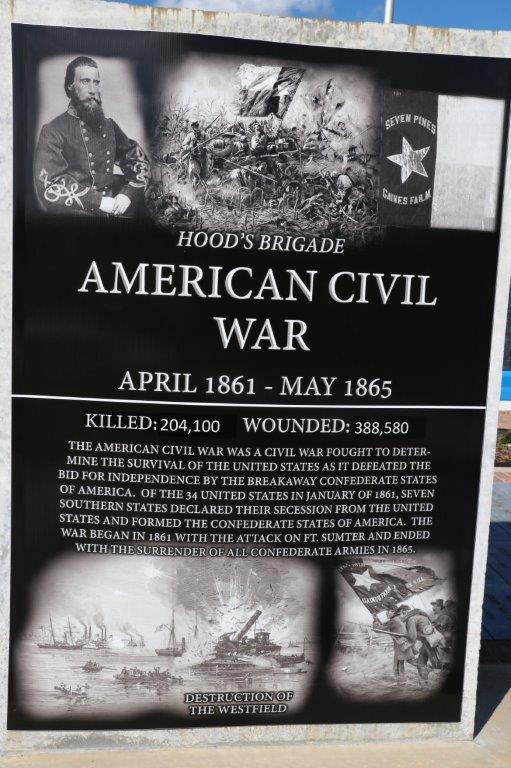 SEVEN PINES
GAINES FAR.M
HOOD'S BRIGADE
AMERICAN CIVIL
WAR
APRIL 1861 - MAY 1865
KILLED: 204,100 WOUNDED: 388,580
THE AMERICAN CIVIL WAR WAS A CIVIL WAR FOUGHT TO DETER-
MINE THE SURVIVAL OF THE UNITED STATES AS IT DEFEATED THE
BID FOR INDEPENDENCE BY THE BREAKAWAY CONFEDERATE STATES
OF AMERICA. OF THE 34 UNITED STATES IN JANUARY OF 1861, SEVEN
SOUTHERN STATES DECLARED THEIR SECESSION FROM THE UNITED
STATES AND FORMED THE CONFEDERATE STATES OF AMERICA. THE
WAR BEGAN IN 1861 WITH THE ATTACK ON FT. SUMTER AND ENDED
WITH THE SURRENDER OF ALL CONFEDERATE ARMIES IN 1865.
DESTRUCTION OF
THE WESTFIELD